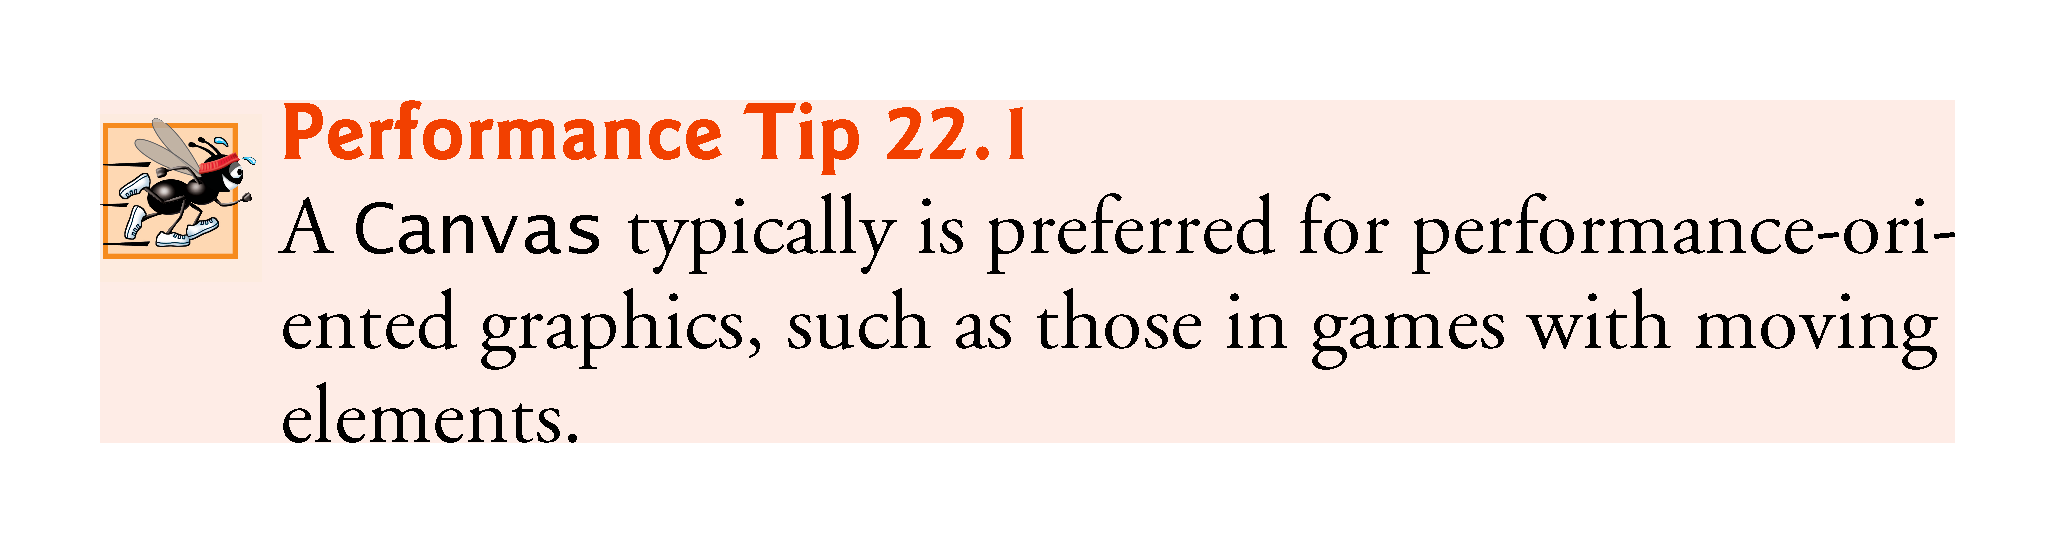 Performance Tip 22.1
A Canvas typically is preferred for performance-ori-
ented graphics, such as those in games with moving
elements.